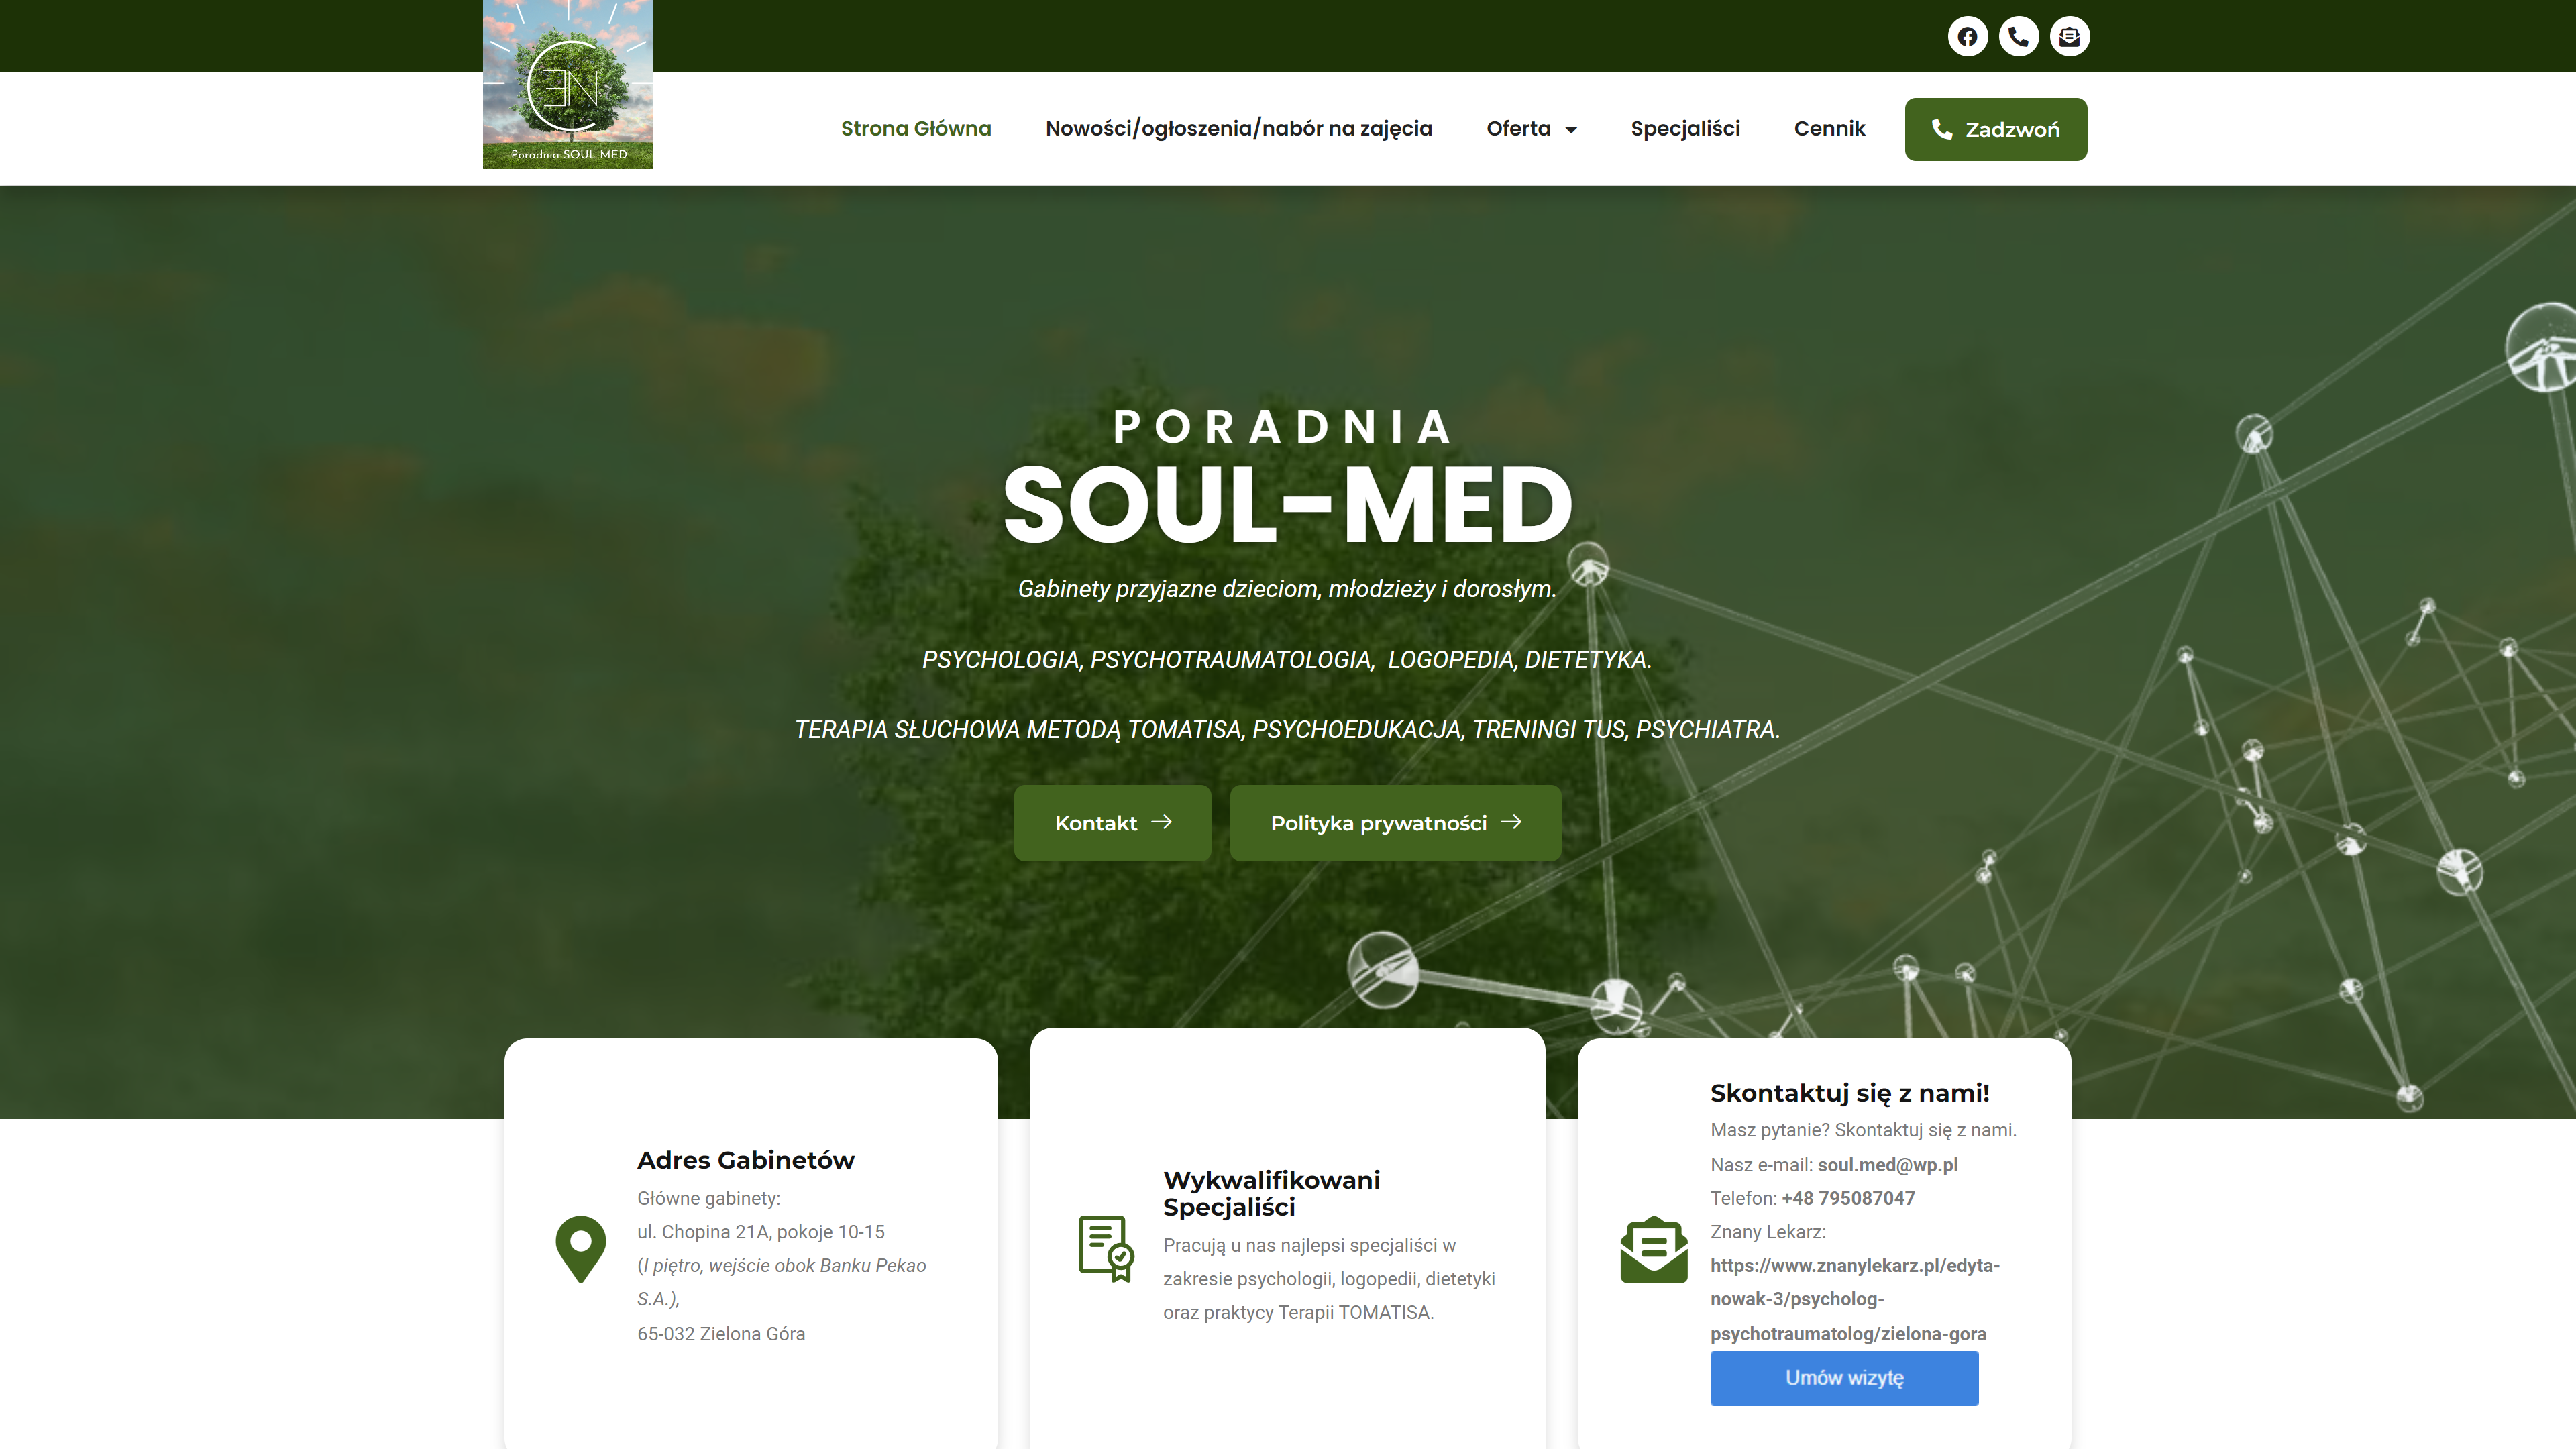 EN
Poradnia SOUL-MED
Strona Główna
Nowości/ogłoszenia/nabór na zajęcia
Oferta
Specjaliści
Cennik
Zadzwoń
PORADNIA
SOUL-MED
Gabinety przyjazne dzieciom, młodzieży i dorosłym.
PSYCHOLOGIA, PSYCHOTRAUMATOLOGIA, LOGOPEDIA, DIETETYKA.
TERAPIA SŁUCHOWA METODĄ TOMATISA, PSYCHOEDUKACJA, TRENINGI TUS, PSYCHIATRA.
Kontakt
Polityka prywatności
Adres Gabinetów
Główne gabinety:
ul. Chopina 21A, pokoje 10-15
(I piętro, wejście obok Banku Pekao
S.A.),
65-032 Zielona Góra
Wykwalifikowani
Specjaliści
Pracują u nas najlepsi specjaliści w
zakresie psychologii, logopedii, dietetyki
oraz praktycy Terapii TOMATISA.
Skontaktuj się z nami!
Masz pytanie? Skontaktuj się z nami.
Nasz e-mail: soul.med@wp.pl
Telefon: +48 795087047
Znany Lekarz:
https://www.znanylekarz.pl/edyta-
nowak-3/psycholog-
psychotraumatolog/zielona-gora
Umów wizytę